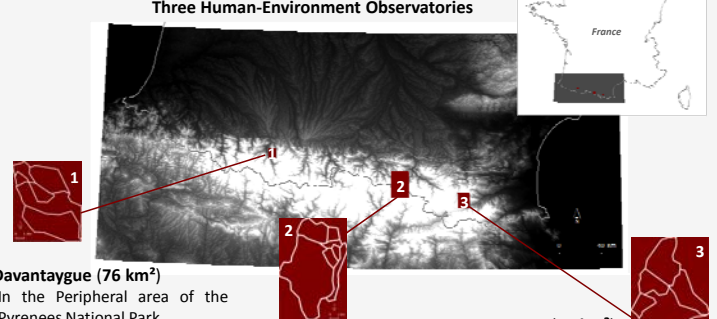 Three Human-Environment Observatories
France
1
2
3
1
2
3
Davantaygue (76 km²)
In the Peripheral area of the
Pyrenees National Park